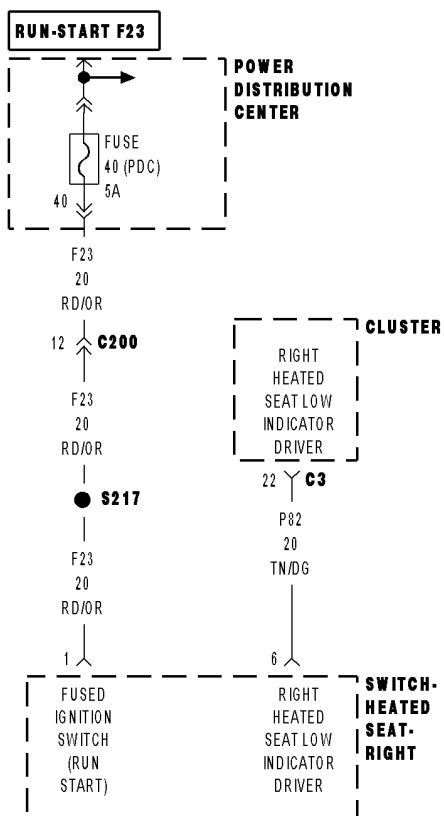 RUN-START F23
POWER
DISTRIBUTION
CENTER
FUSE
40 (PDC)
5A
40
F23
20
RD/OR
12 C200
F23
20
RD/OR
S217
F23
20
RD/OR
1
FUSED
IGNITION
SWITCH
(RUN
START)
CLUSTER
RIGHT
HEATED
SEAT LOW
INDICATOR
DRIVER
22 C3
P82
20
TN/DG
6
RIGHT
HEATED
SEAT LOW
INDICATOR
DRIVER
SWITCH-
HEATED
SEAT-
RIGHT